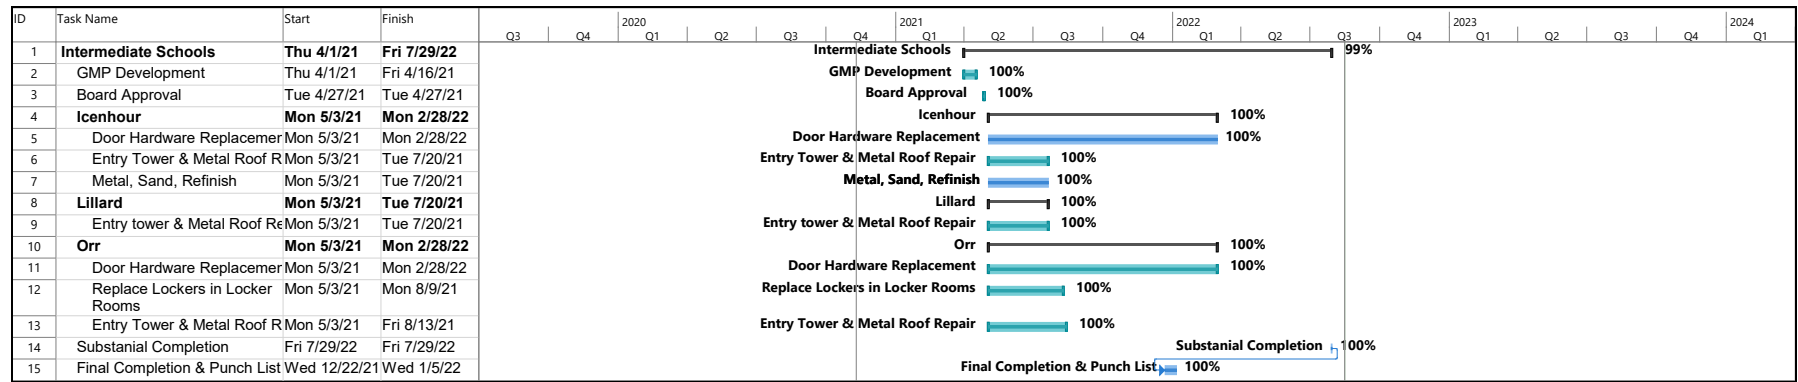 ID Task Name Start Finish 2020 2021 2022 2023 2024
Q3 Q4 Q1 Q2 Q3 Q4 Q1 Q2 Q3 Q4 Q1 Q2 Q3 Q4 Q1 Q2 Q3 Q4 Q1
1 Intermediate Schools Thu 4/1/21 Fri 7/29/22 Intermediate Schools 99%
2 GMP Development Thu 4/1/21 Fri 4/16/21 GMP Development 100%
3 Board Approval Tue 4/27/21 Tue 4/27/21 Board Approval 100%
4 Icenhour Mon 5/3/21 Mon 2/28/22 Icenhour 100%
5 Door Hardware Replacemen Mon 5/3/21 Mon 2/28/22 Door Hardware Replacement 100%
6 Entry Tower & Metal Roof R Mon 5/3/21 Tue 7/20/21 Entry Tower & Metal Roof Repair 100%
7 Metal, Sand, Refinish Mon 5/3/21 Tue 7/20/21 Metal, Sand, Refinish 100%
8 Lillard Mon 5/3/21 Tue 7/20/21 Lillard 100%
9 Entry tower & Metal Roof Re Mon 5/3/21 Tue 7/20/21 Entry tower & Metal Roof Repair 100%
10 Orr Mon 5/3/21 Mon 2/28/22 Orr 100%
11 Door Hardware Replacemen Mon 5/3/21 Mon 2/28/22 Door Hardware Replacement 100%
12 Replace Lockers in Locker Mon 5/3/21 Mon 8/9/21 Replace Lockers in Locker Rooms 100%
Rooms
13 Entry Tower & Metal Roof R Mon 5/3/21 Fri 8/13/21 Entry Tower & Metal Roof Repair 100%
14 Substanial Completion Fri 7/29/22 Fri 7/29/22 Substanial Completion 100%
15 Final Completion & Punch List Wed 12/22/21 Wed 1/5/22 Final Completion & Punch List 100%